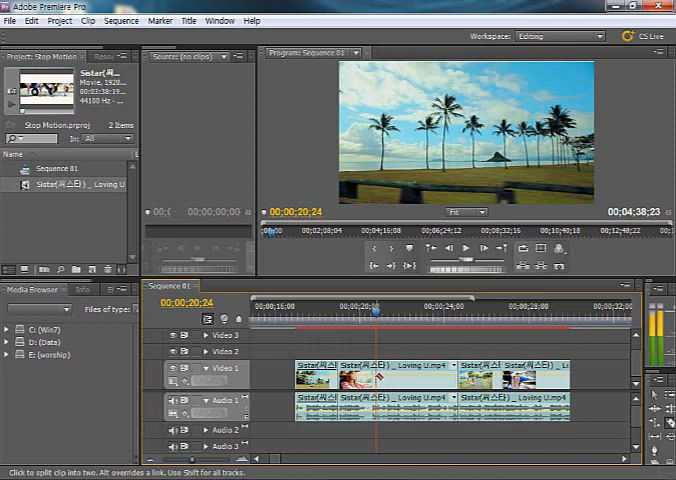 Adobe Premiere Pro
File Edit Project Clip Sequence Marker Title Window Help
Workspace: Editing CS Live
Project: Stop Motion
Sistar(씨...
Movie, 1920...
00;03;38;19...
44100 Hz - ...
Stop Motion.prproj 2 Items
In: All
Name
Sequence 01
Sistar(씨스타) _ Loving U
Source: (no clips)
00;00;00;00
Program: Sequence 01
00;00;20;24 Fit 00;04;38;23
00;02;08;04 00;04;16;08 00;06;24;12 00;08;32;16 00;10;40;18 00;12;48;22
Media Browser Info
Files of type:
C: (Win7)
D: (Data)
E: (worship)
Sequence 01
00;00;20;24
00;00;16;00 00;00;20;00 00;00;24;00 00;00;28;00 00;00;32;00
Video 3
Video 2
Video 1 Sistar(씨스 Sistar(씨스타) _ Loving U.mp4 Sistar(씨스 Sistar(씨스타) _ L
Audio 1 Sistar(씨스 Sistar(씨스타) _ Loving U.mp4 Sistar(씨스타) _ Loving U.mp4
Audio 2
Audio 3
Click to split clip into two. Alt overrides a link. Use Shift for all tracks.